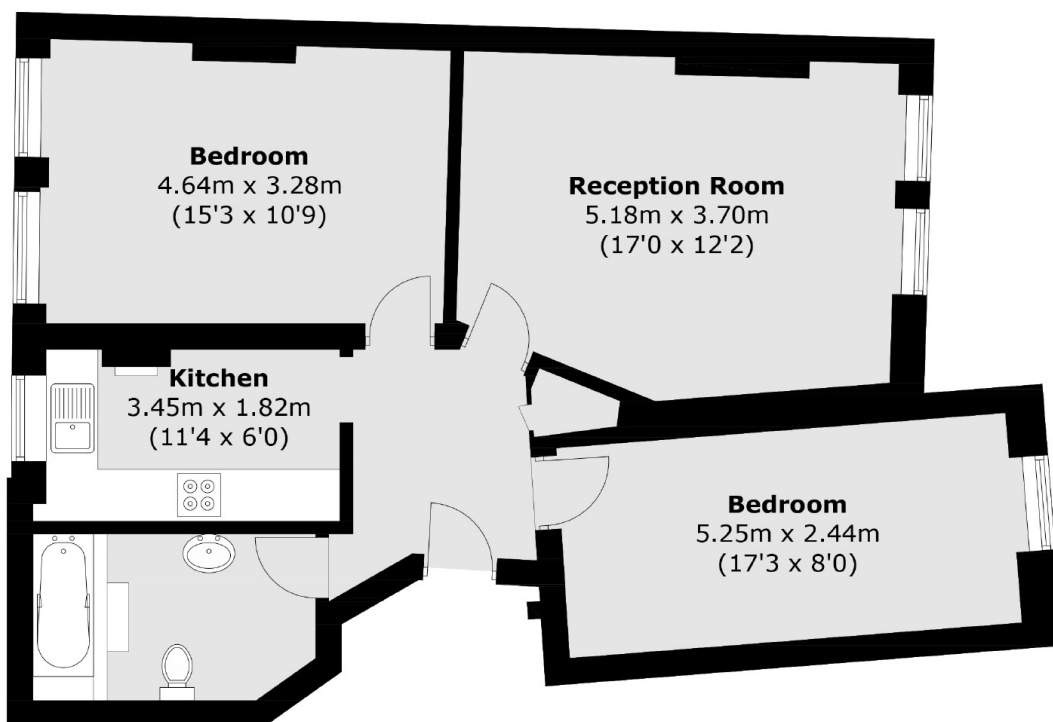 Bedroom
4.64m x 3.28m
(15'3 x 10'9)
Reception Room
5.18m x 3.70m
(17'0 x 12'2)
Kitchen
3.45m x 1.82m
(11'4 x 6'0)
Bedroom
5.25m x 2.44m
(17'3 x 8'0)